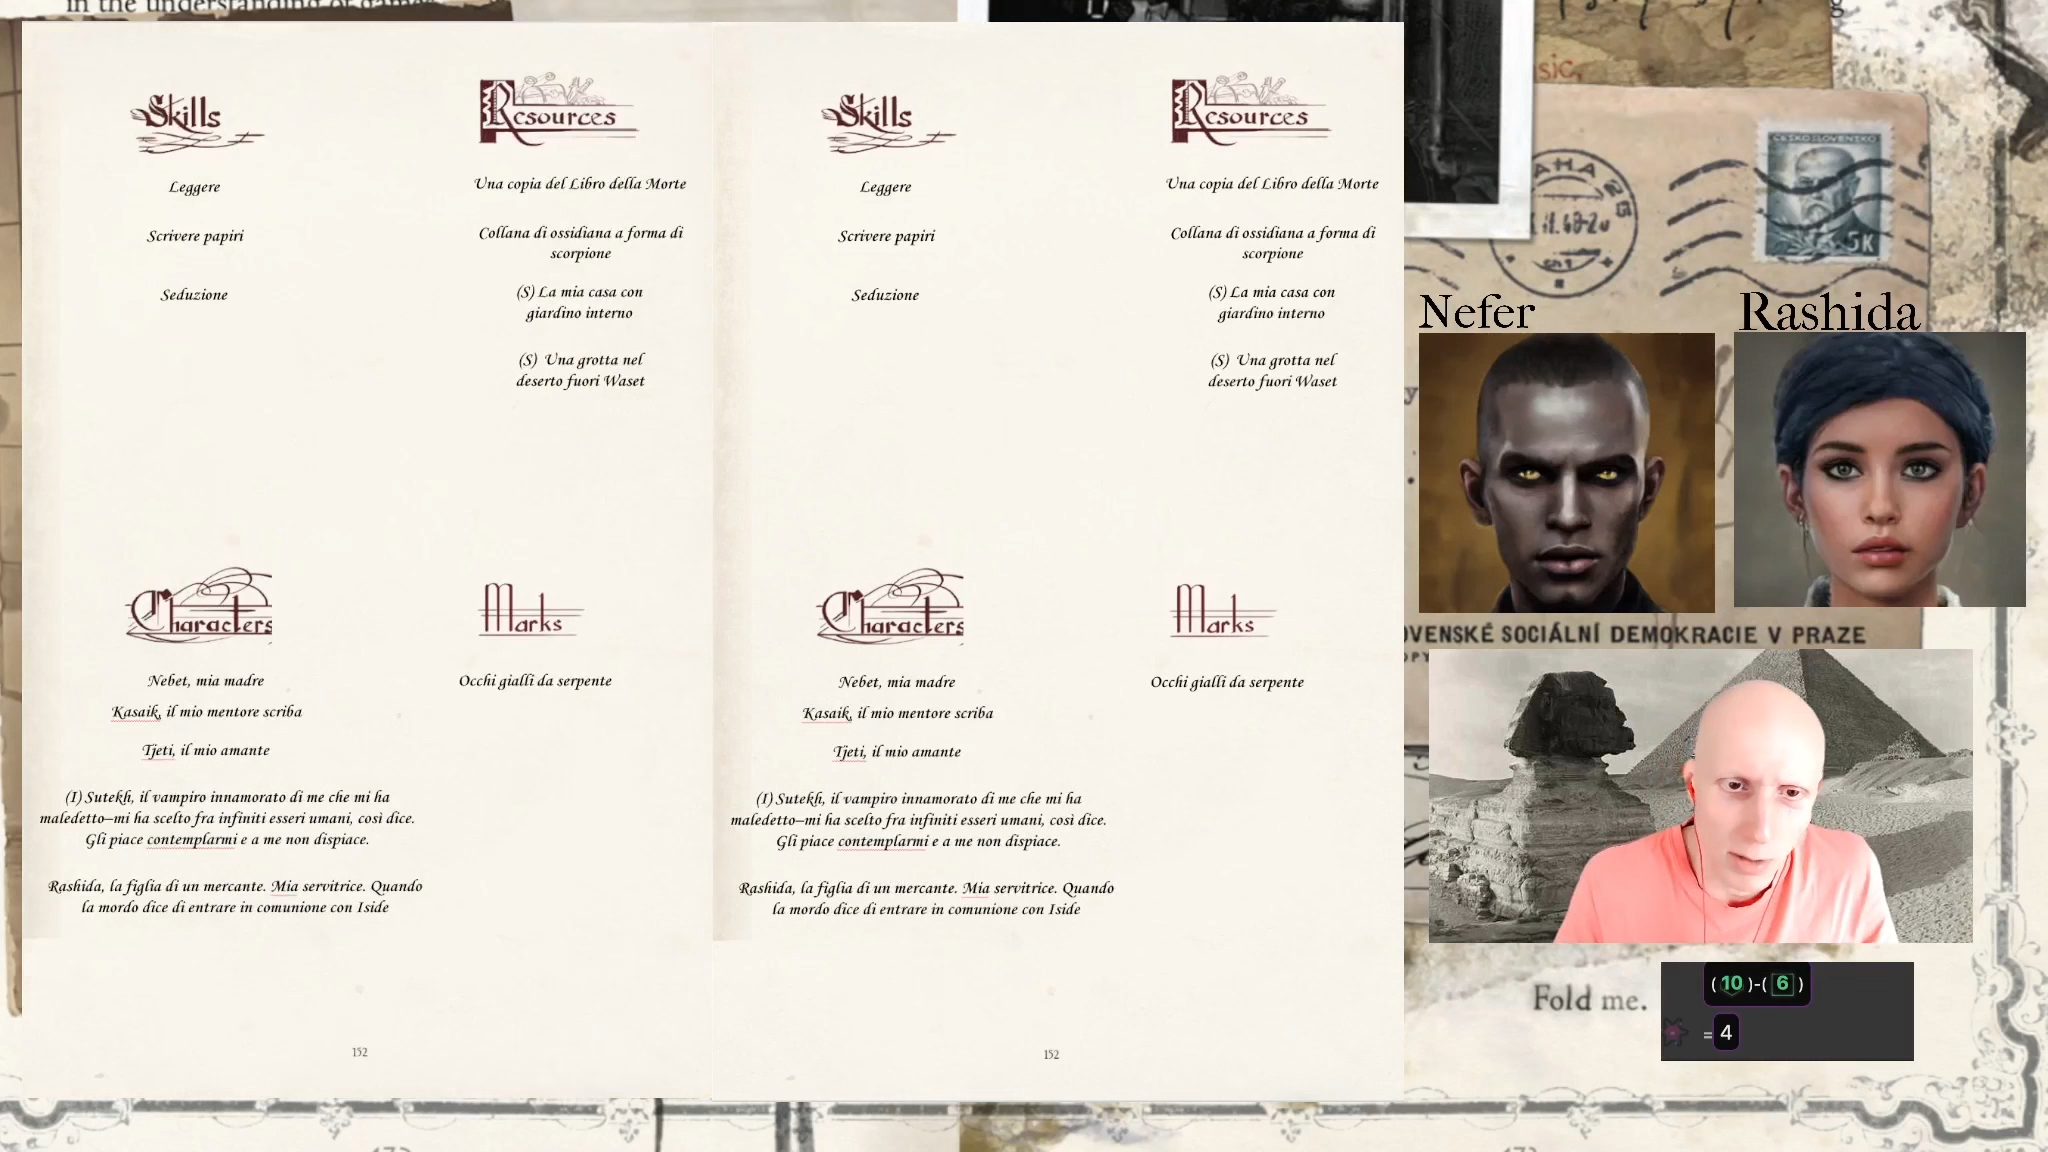 in the understanding of games
Skills
Resources
Leggere
Una copia del Libro della Morte
Scrivere papiri
Collana di ossidiana a forma di
scorpione
Seduzione
(S) La mia casa con
giardino interno
(S) Una grotta nel
deserto fuori Waset
Characters
Marks
Nebet, mia madre
Occhi gialli da serpente
Kasaik, il mio mentore scriba
Tjeti, il mio amante
(I) Sutekh, il vampiro innamorato di me che mi ha
maledetto—mi ha scelto fra infiniti esseri umani, così dice.
Gli piace contemplarmi e a me non dispiace.
Rashida, la figlia di un mercante. Mia servitrice. Quando
la mordo dice di entrare in comunione con Iside
152
Skills
Resources
Leggere
Una copia del Libro della Morte
Scrivere papiri
Collana di ossidiana a forma di
scorpione
Seduzione
(S) La mia casa con
giardino interno
(S) Una grotta nel
deserto fuori Waset
Characters
Marks
Nebet, mia madre
Occhi gialli da serpente
Kasaik, il mio mentore scriba
Tjeti, il mio amante
(I) Sutekh, il vampiro innamorato di me che mi ha
maledetto—mi ha scelto fra infiniti esseri umani, così dice.
Gli piace contemplarmi e a me non dispiace.
Rashida, la figlia di un mercante. Mia servitrice. Quando
la mordo dice di entrare in comunione con Iside
152
sic,
ČESKOSLOVENSKO
5K
AHA 25
Nefer
Rashida
OVENSKÉ SOCIÁLNÍ DEMOKRACIE V PRAZE
Fold me.
(10)-(6)
=4